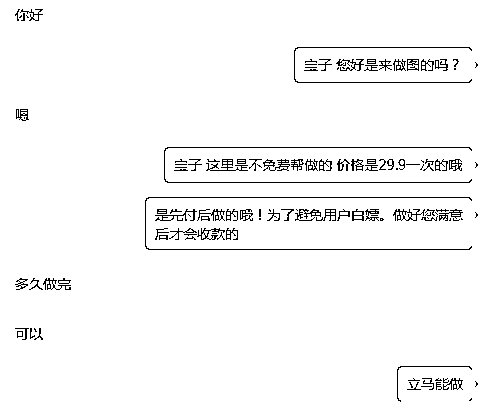 你好
宝子 您好是来做图的吗？
嗯
宝子 这里是不免费帮做的 价格是29.9一次的哦
是先付后做的哦！为了避免用户白嫖。做好您满意
后才会收款的
多久做完
可以
立马能做